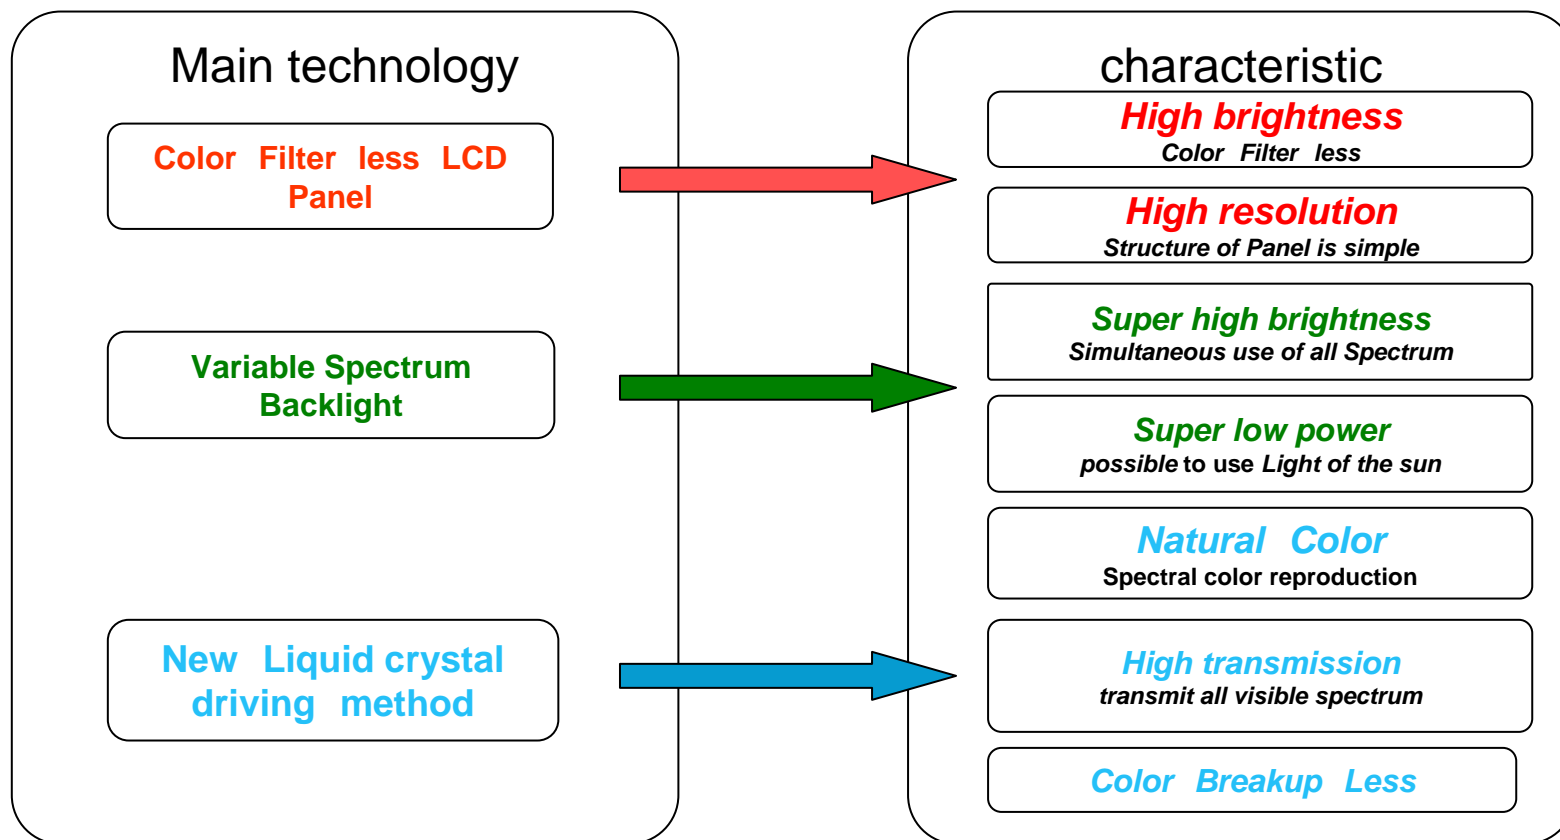 Main technology
Color Filter less LCD
Panel
Variable Spectrum
Backlight
New Liquid crystal
driving method
characteristic
High brightness
Color Filter less
High resolution
Structure of Panel is simple
Super high brightness
Simultaneous use of all Spectrum
Super low power
possible to use Light of the sun
Natural Color
Spectral color reproduction
High transmission
transmit all visible spectrum
Color Breakup Less